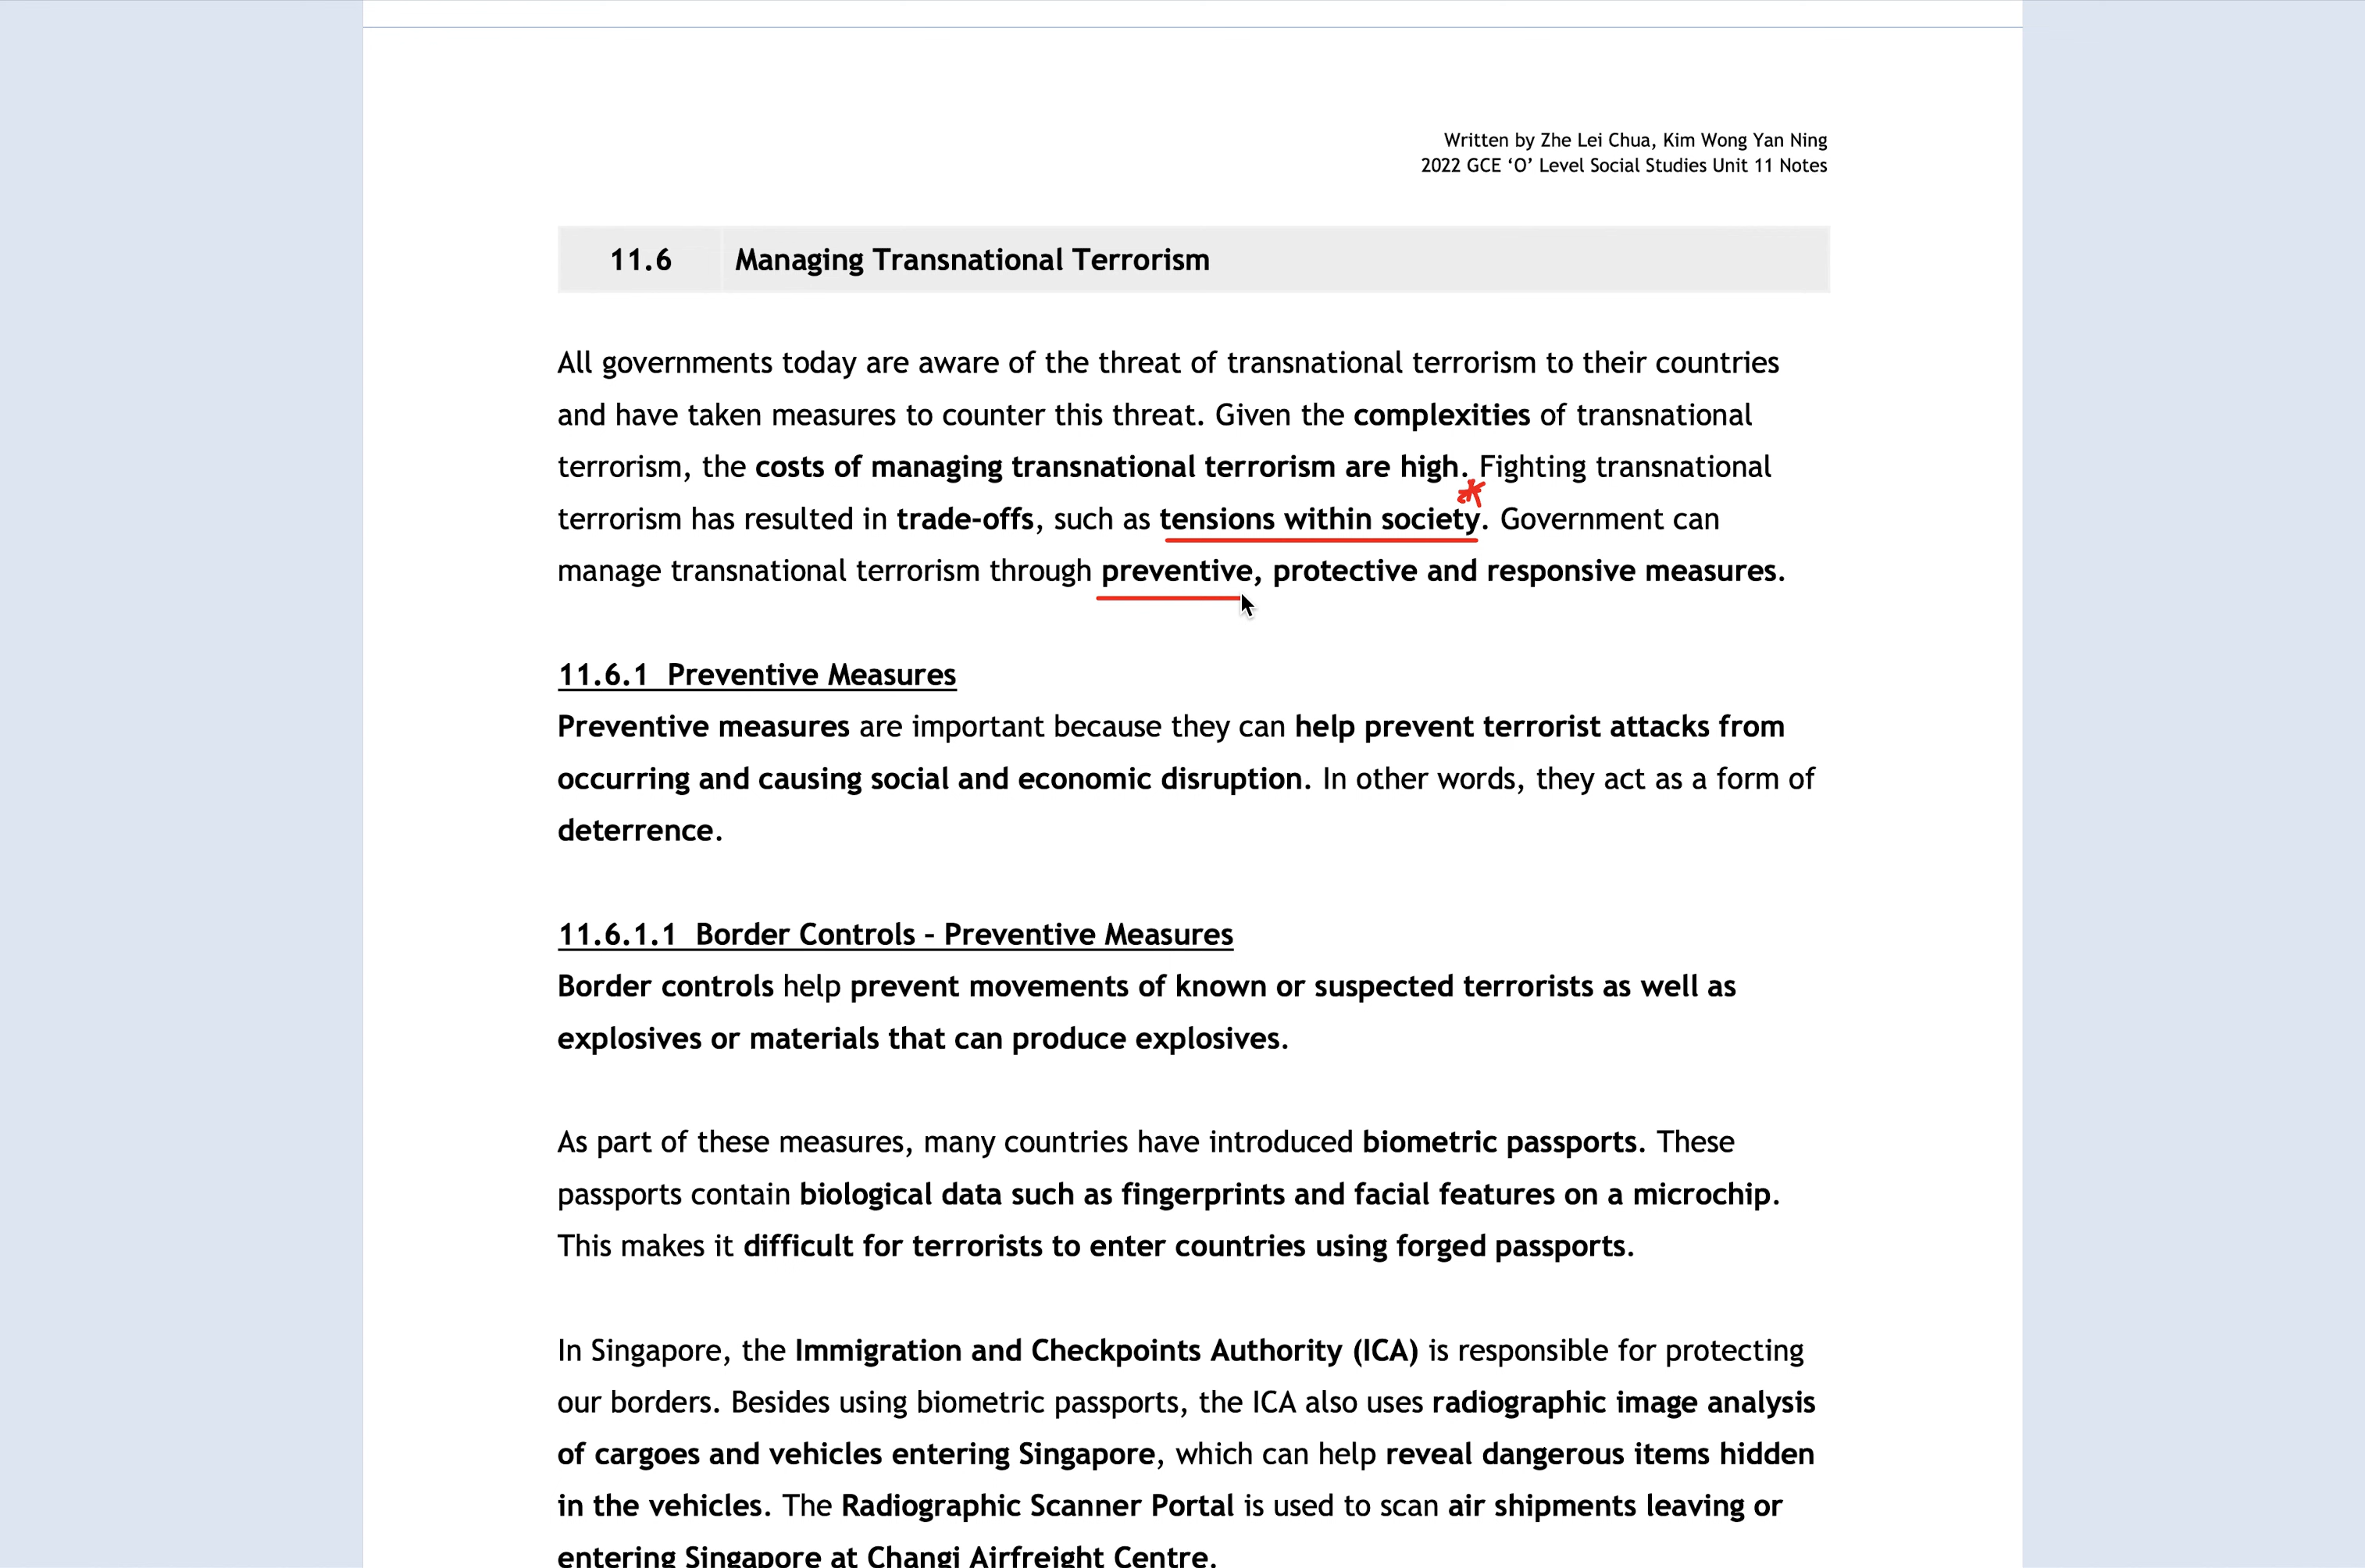 Written by Zhe Lei Chua, Kim Wong Yan Ning
2022 GCE ‘O’ Level Social Studies Unit 11 Notes
11.6 Managing Transnational Terrorism
All governments today are aware of the threat of transnational terrorism to their countries
and have taken measures to counter this threat. Given the complexities of transnational
terrorism, the costs of managing transnational terrorism are high. Fighting transnational
terrorism has resulted in trade-offs, such as tensions within society. Government can
manage transnational terrorism through preventive, protective and responsive measures.
11.6.1 Preventive Measures
Preventive measures are important because they can help prevent terrorist attacks from
occurring and causing social and economic disruption. In other words, they act as a form of
deterrence.
11.6.1.1 Border Controls – Preventive Measures
Border controls help prevent movements of known or suspected terrorists as well as
explosives or materials that can produce explosives.
As part of these measures, many countries have introduced biometric passports. These
passports contain biological data such as fingerprints and facial features on a microchip.
This makes it difficult for terrorists to enter countries using forged passports.
In Singapore, the Immigration and Checkpoints Authority (ICA) is responsible for protecting
our borders. Besides using biometric passports, the ICA also uses radiographic image analysis
of cargoes and vehicles entering Singapore, which can help reveal dangerous items hidden
in the vehicles. The Radiographic Scanner Portal is used to scan air shipments leaving or
entering Singapore at Changi Airfreight Centre.